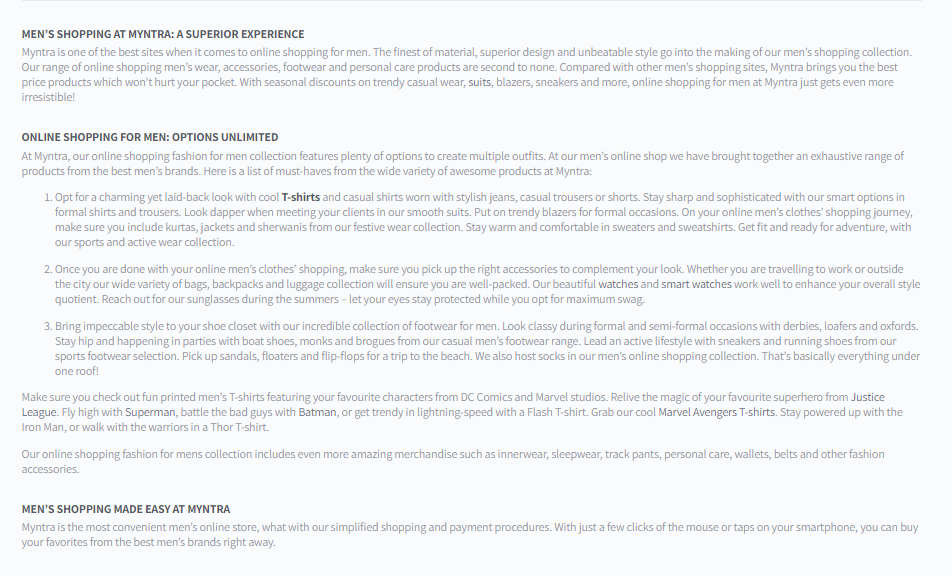 MEN’S SHOPPING AT MYNTRA: A SUPERIOR EXPERIENCE
Myntra is one of the best sites when it comes to online shopping for men. The finest of material, superior design and unbeatable style go into the making of our men’s shopping collection.
Our range of online shopping men’s wear, accessories, footwear and personal care products are second to none. Compared with other men’s shopping sites, Myntra brings you the best
price products which won’t hurt your pocket. With seasonal discounts on trendy casual wear, suits, blazers, sneakers and more, online shopping for men at Myntra just gets even more
irresistible!
ONLINE SHOPPING FOR MEN: OPTIONS UNLIMITED
At Myntra, our online shopping fashion for men collection features plenty of options to create multiple outfits. At our men’s online shop we have brought together an exhaustive range of
products from the best men’s brands. Here is a list of must-haves from the wide variety of awesome products at Myntra:
1. Opt for a charming yet laid-back look with cool T-shirts and casual shirts worn with stylish jeans, casual trousers or shorts. Stay sharp and sophisticated with our smart options in
formal shirts and trousers. Look dapper when meeting your clients in our smooth suits. Put on trendy blazers for formal occasions. On your online men’s clothes’ shopping journey,
make sure you include kurtas, jackets and sherwanis from our festive wear collection. Stay warm and comfortable in sweaters and sweatshirts. Get fit and ready for adventure, with
our sports and active wear collection.
2. Once you are done with your online men’s clothes’ shopping, make sure you pick up the right accessories to complement your look. Whether you are travelling to work or outside
the city our wide variety of bags, backpacks and luggage collection will ensure you are well-packed. Our beautiful watches and smart watches work well to enhance your overall style
quotient. Reach out for our sunglasses during the summers – let your eyes stay protected while you opt for maximum swag.
3. Bring impeccable style to your shoe closet with our incredible collection of footwear for men. Look classy during formal and semi-formal occasions with derbies, loafers and oxfords.
Stay hip and happening in parties with boat shoes, monks and brogues from our casual men’s footwear range. Lead an active lifestyle with sneakers and running shoes from our
sports footwear selection. Pick up sandals, floaters and flip-flops for a trip to the beach. We also host socks in our men’s online shopping collection. That’s basically everything under
one roof!
Make sure you check out fun printed men’s T-shirts featuring your favourite characters from DC Comics and Marvel studios. Relive the magic of your favourite superhero from Justice
League. Fly high with Superman, battle the bad guys with Batman, or get trendy in lightning-speed with a Flash T-shirt. Grab our cool Marvel Avengers T-shirts. Stay powered up with the
Iron Man, or walk with the warriors in a Thor T-shirt.
Our online shopping fashion for mens collection includes even more amazing merchandise such as innerwear, sleepwear, track pants, personal care, wallets, belts and other fashion
accessories.
MEN’S SHOPPING MADE EASY AT MYNTRA
Myntra is the most convenient men’s online store, what with our simplified shopping and payment procedures. With just a few clicks of the mouse or taps on your smartphone, you can buy
your favorites from the best men’s brands right away.